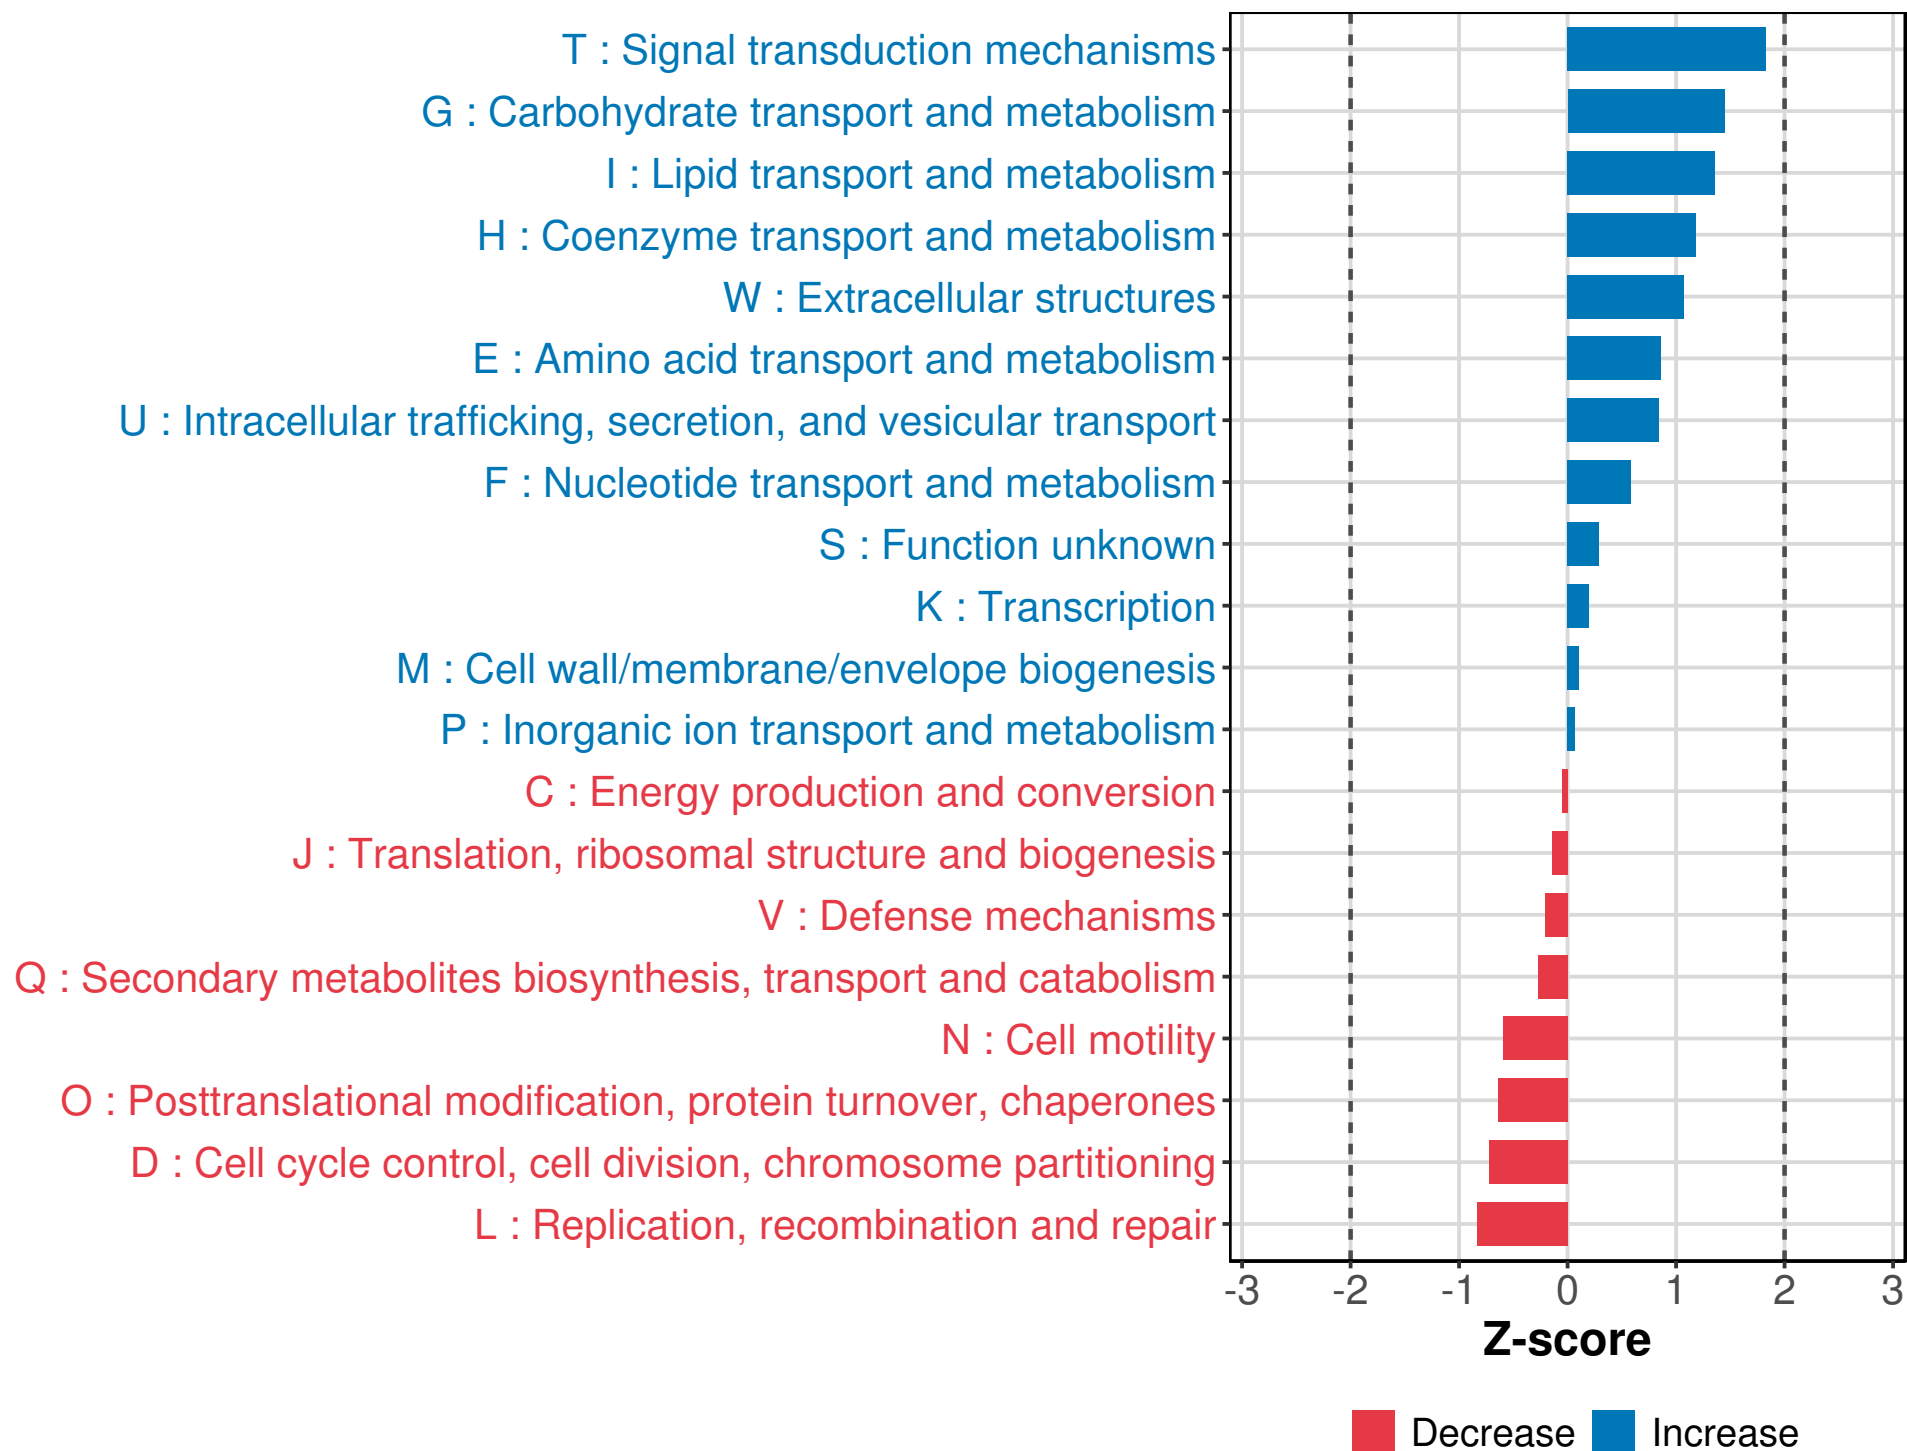 T : Signal transduction mechanisms
G : Carbohydrate transport and metabolism
I : Lipid transport and metabolism
H : Coenzyme transport and metabolism
W : Extracellular structures
E : Amino acid transport and metabolism
U : Intracellular trafficking, secretion, and vesicular transport
F : Nucleotide transport and metabolism
S : Function unknown
K : Transcription
M : Cell wall/membrane/envelope biogenesis
P : Inorganic ion transport and metabolism
C : Energy production and conversion
J : Translation, ribosomal structure and biogenesis
V : Defense mechanisms
Q : Secondary metabolites biosynthesis, transport and catabolism
N : Cell motility
O : Posttranslational modification, protein turnover, chaperones
D : Cell cycle control, cell division, chromosome partitioning
L : Replication, recombination and repair
-3 -2 -1 0 1 2 3
Z-score
Decrease Increase